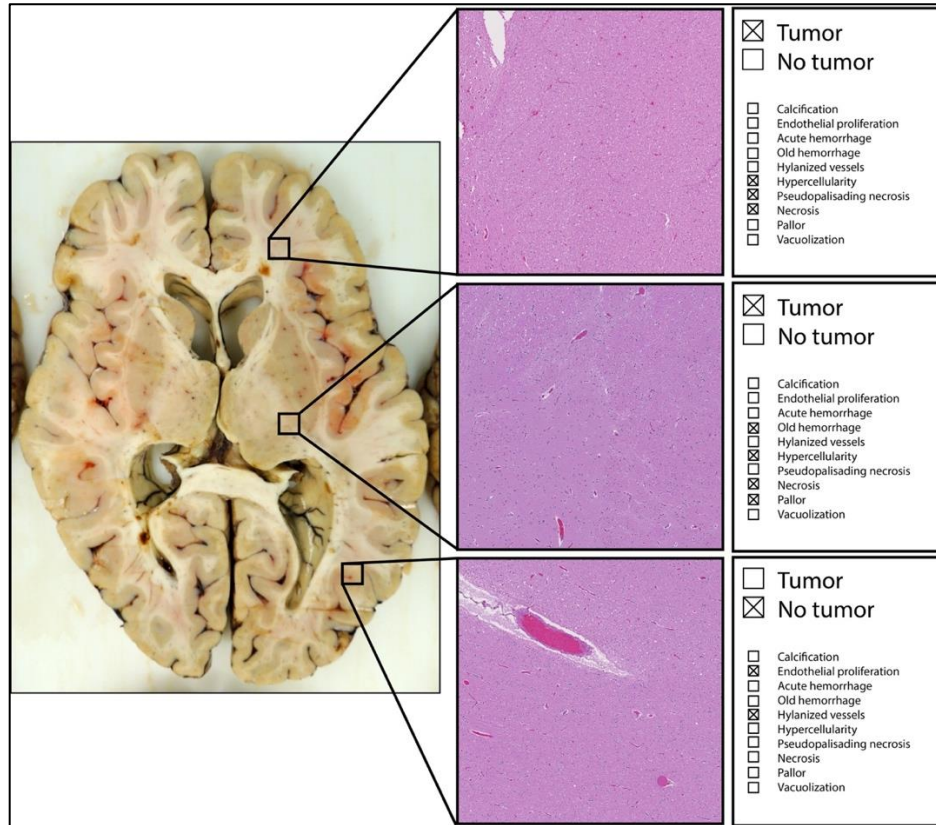 Tumor
No tumor
Calcification
Endothelial proliferation
Acute hemorrhage
Old hemorrhage
Hylanized vessels
Hypercellularity
Pseudopalisading necrosis
Necrosis
Pallor
Vacuolization
Tumor
No tumor
Calcification
Endothelial proliferation
Acute hemorrhage
Old hemorrhage
Hylanized vessels
Hypercellularity
Pseudopalisading necrosis
Necrosis
Pallor
Vacuolization
Tumor
No tumor
Calcification
Endothelial proliferation
Acute hemorrhage
Old hemorrhage
Hylanized vessels
Hypercellularity
Pseudopalisading necrosis
Necrosis
Pallor
Vacuolization